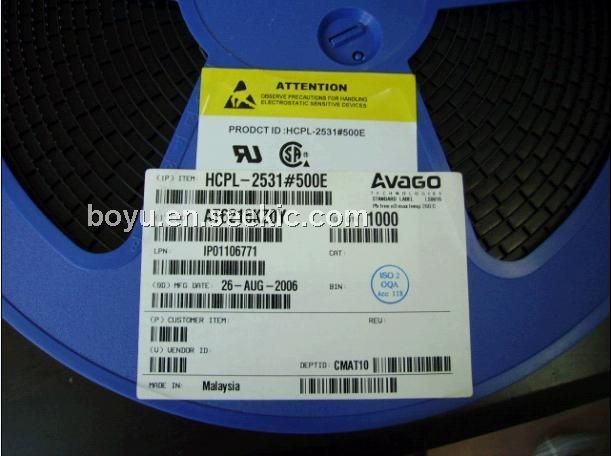 ATTENTION
OBSERVE PRECAUTIONS FOR HANDLING
ELECTROSTATIC SENSITIVE DEVICES
PRODCT ID :HCPL-2531#500E
(1P) ITEM: HCPL-2531#500E
AVAGO
TECHNOLOGIES
STANDARD LABEL
boyu.en.seekic.com
1000
LPN: IP01106771
CAT:
(9D) MFG DATE: 26-AUG-2006
BIN:
ISO 2
OQA
(P) CUSTOMER ITEM:
REV:
(V) VENDOR ID:
DEPTID: CMAT10
MADE IN: Malaysia